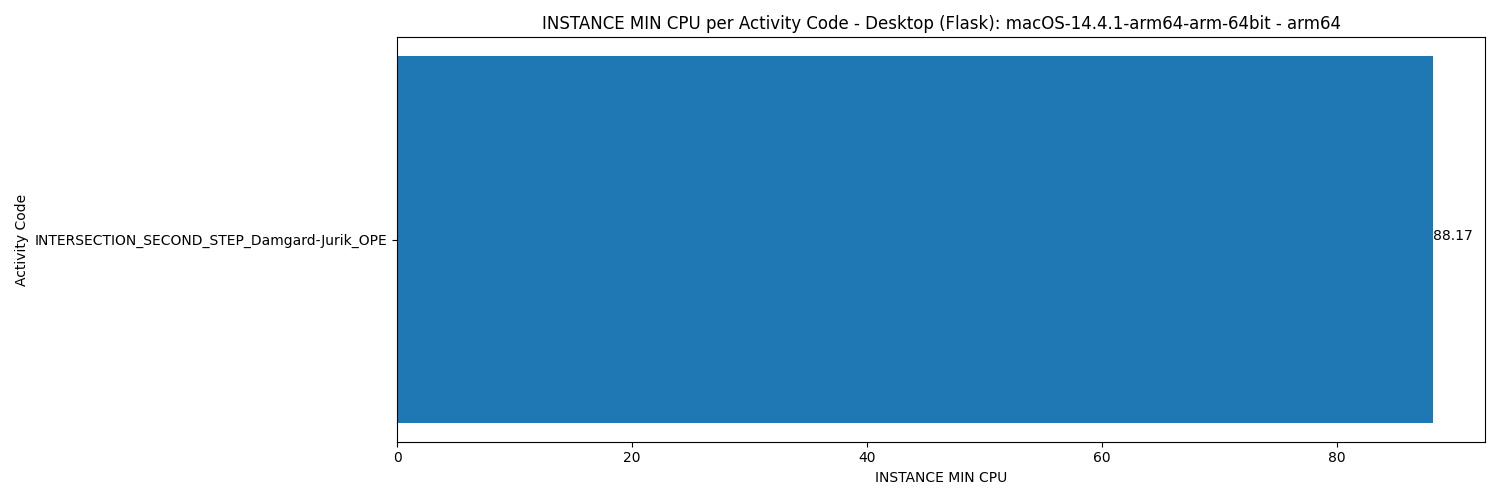 INSTANCE MIN CPU per Activity Code - Desktop (Flask): macOS-14.4.1-arm64-arm-64bit - arm64
Activity Code
INTERSECTION_SECOND_STEP_Damgard-Jurik_OPE
88.17
0 20 40 60 80
INSTANCE MIN CPU